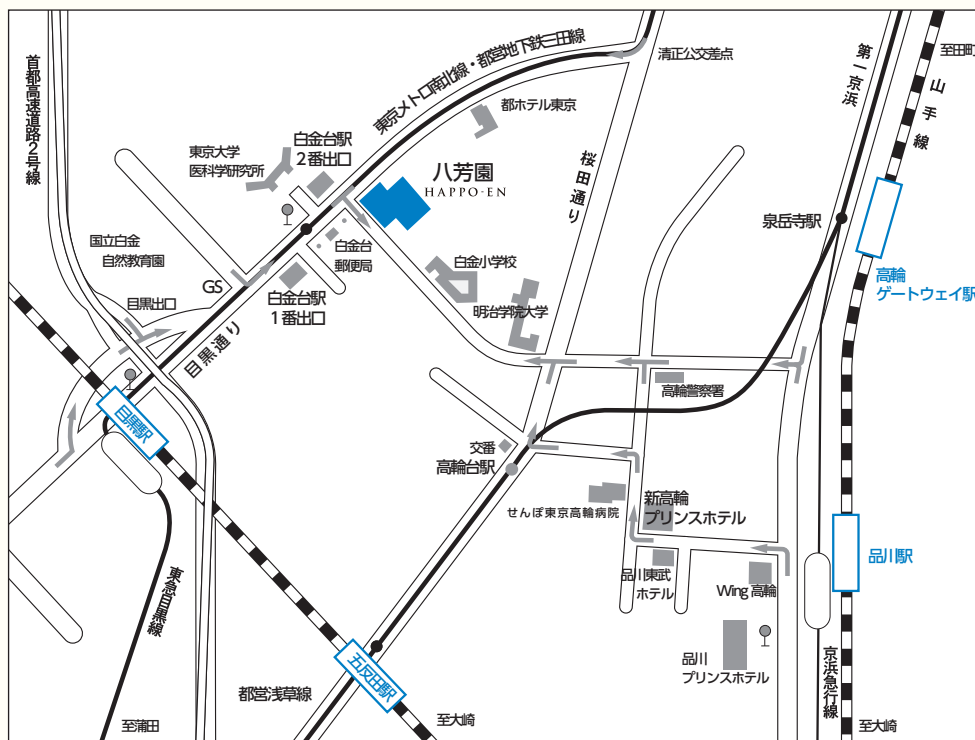 首都高速道路2号線
東京メトロ南北線・都営地下鉄三田線
清正公交差点
第一京浜
至田町
山手線
都ホテル東京
白金台駅
2番出口
東京大学
医科学研究所
八芳園
HAPPO-EN
桜田通り
泉岳寺駅
国立白金
自然教育園
白金台
郵便局
白金小学校
高輪
ゲートウェイ駅
GS
目黒出口
白金台駅
1番出口
明治学院大学
目黒通り
高輪警察署
目黒駅
交番
高輪台駅
せんぽ東京高輪病院
新高輪
プリンスホテル
品川駅
品川東武
ホテル
Wing高輪
東急目黒線
五反田駅
品川
プリンスホテル
京浜急行線
都営浅草線
至蒲田
至大崎
至大崎